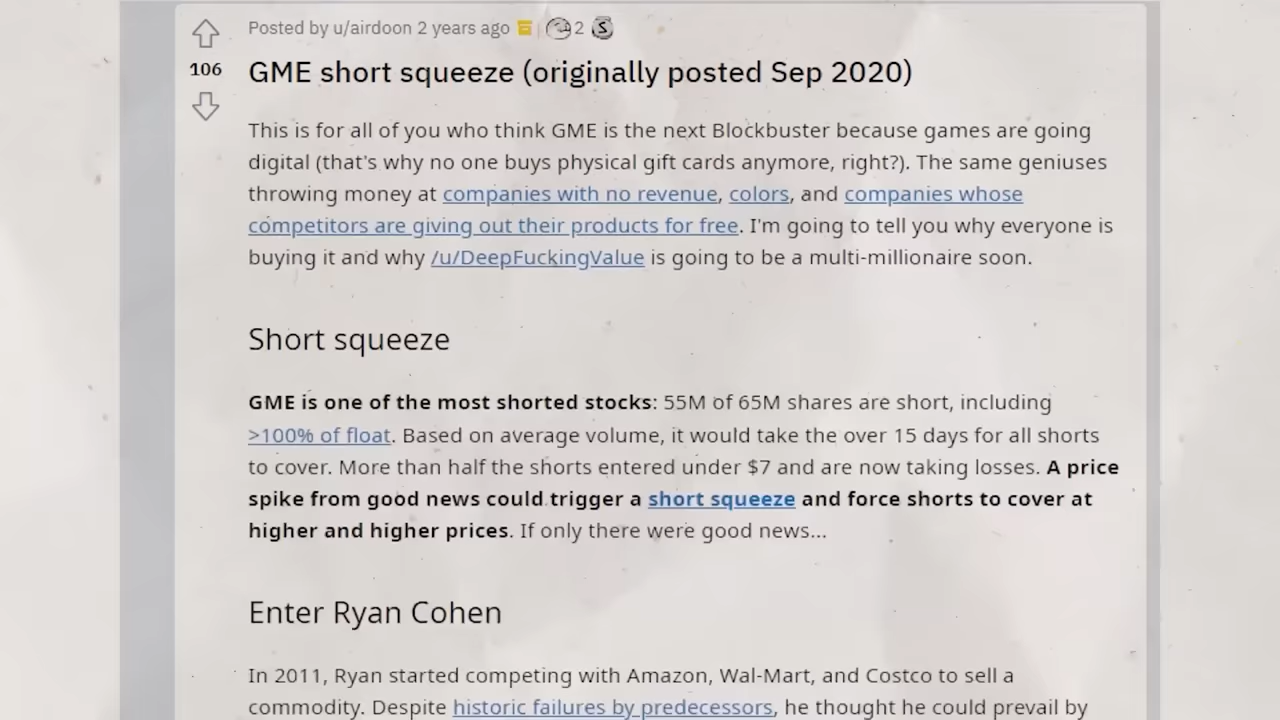 Posted by u/airdoon 2 years ago 2 S
106
GME short squeeze (originally posted Sep 2020)
This is for all of you who think GME is the next Blockbuster because games are going
digital (that's why no one buys physical gift cards anymore, right?). The same geniuses
throwing money at companies with no revenue, colors, and companies whose
competitors are giving out their products for free. I'm going to tell you why everyone is
buying it and why /u/DeepFuckingValue is going to be a multi-millionaire soon.
Short squeeze
GME is one of the most shorted stocks: 55M of 65M shares are short, including
>100% of float. Based on average volume, it would take the over 15 days for all shorts
to cover. More than half the shorts entered under $7 and are now taking losses. A price
spike from good news could trigger a short squeeze and force shorts to cover at
higher and higher prices. If only there were good news...
Enter Ryan Cohen
In 2011, Ryan started competing with Amazon, Wal-Mart, and Costco to sell a
commodity. Despite historic failures by predecessors, he thought he could prevail by